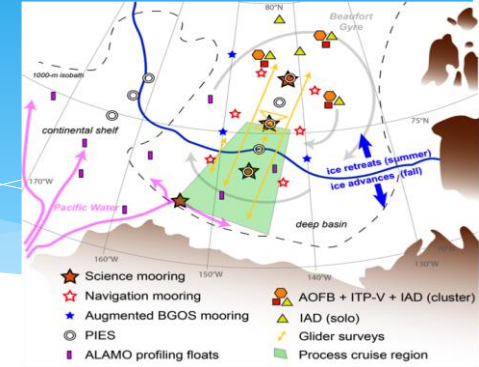 80°N
Beaufort
Gyre
1000-m isobath
continental shelf
75°N
ice retreats (summer)
ice advances (fall)
170°W
Pacific Water
deep basin
160°W
150°W
140°W
130°W
Science mooring
Navigation mooring
Augmented BGOS mooring
PIES
ALAMO profiling floats
AOFB + ITP-V + IAD (cluster)
IAD (solo)
Glider surveys
Process cruise region